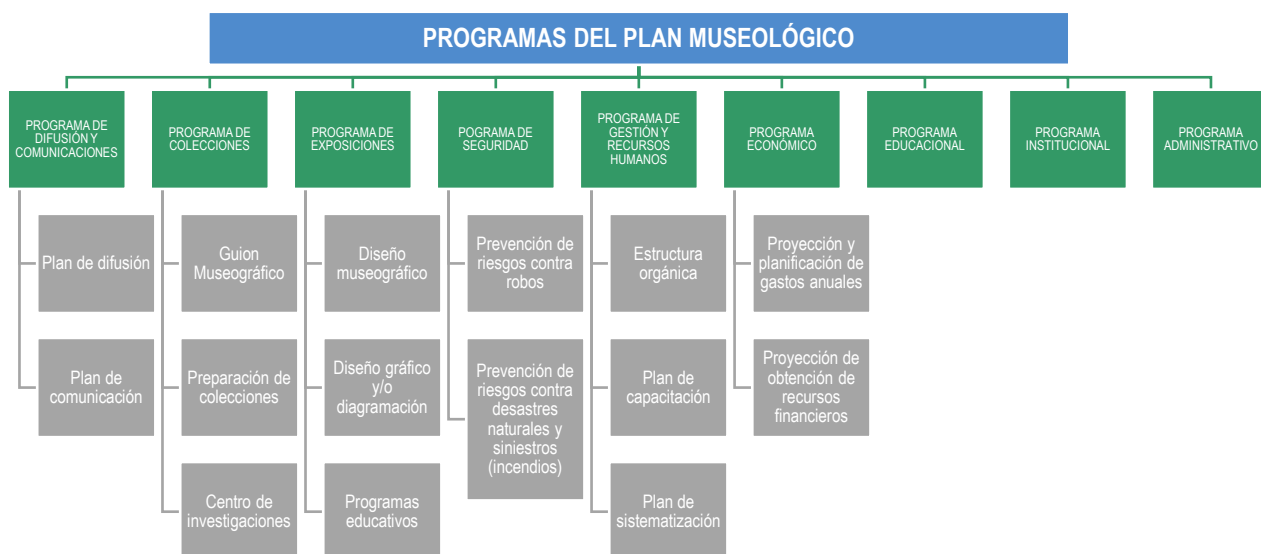 PROGRAMAS DEL PLAN MUSEOLÓGICO
PROGRAMA DE
DIFUSIÓN Y
COMUNICACIONES
PROGRAMA DE
COLECCIONES
PROGRAMA DE
EXPOSICIONES
POGRAMA DE
SEGURIDAD
PROGRAMA DE
GESTIÓN Y
RECURSOS
HUMANOS
PROGRAMA
ECONÓMICO
PROGRAMA
EDUCACIONAL
PROGRAMA
INSTITUCIONAL
PROGRAMA
ADMINISTRATIVO
Plan de difusión
Plan de
comunicación
Guion
Museográfico
Preparación de
colecciones
Centro de
investigaciones
Diseño
museográfico
Diseño gráfico
y/o
diagramación
Programas
educativos
Prevención de
riesgos contra
robos
Prevención de
riesgos contra
desastres
naturales y
siniestros
(incendios)
Estructura
orgánica
Plan de
capacitación
Plan de
sistematización
Proyección y
planificación de
gastos anuales
Proyección de
obtención de
recursos
financieros